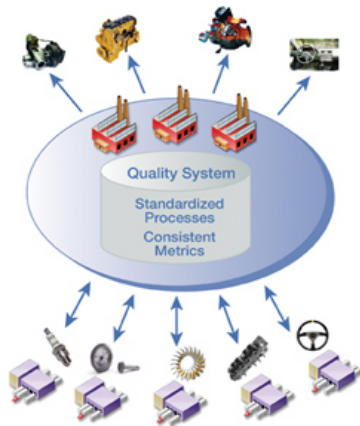 Quality System
Standardized
Processes
Consistent
Metrics